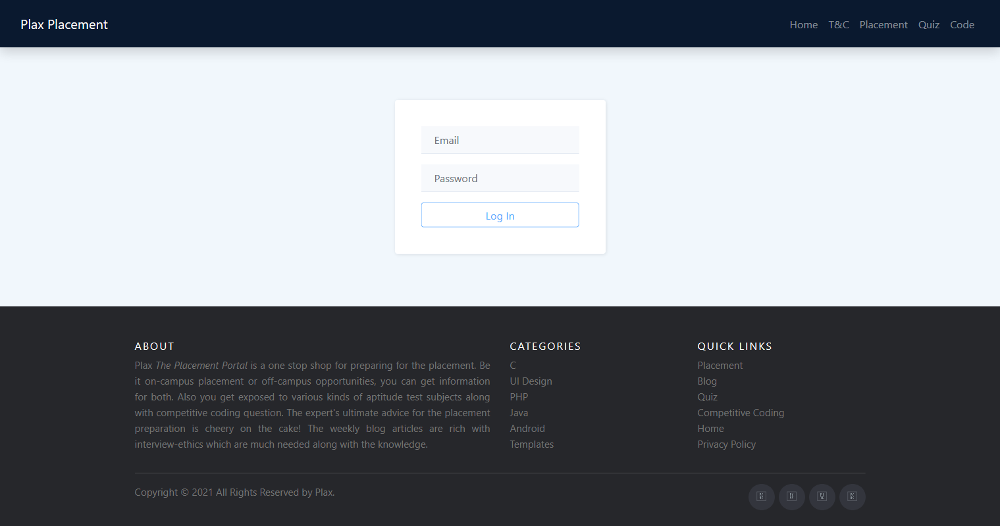 Plax Placement
Home T&C Placement Quiz Code
Email
Password
Log In
ABOUT
Plax The Placement Portal is a one stop shop for preparing for the placement. Be
it on-campus placement or off-campus opportunities, you can get information
for both. Also you get exposed to various kinds of aptitude test subjects along
with competitive coding question. The expert's ultimate advice for the placement
preparation is cheery on the cake! The weekly blog articles are rich with
interview-ethics which are much needed along with the knowledge.
CATEGORIES
C
UI Design
PHP
Java
Android
Templates
QUICK LINKS
Placement
Blog
Quiz
Competitive Coding
Home
Privacy Policy
Copyright © 2021 All Rights Reserved by Plax.